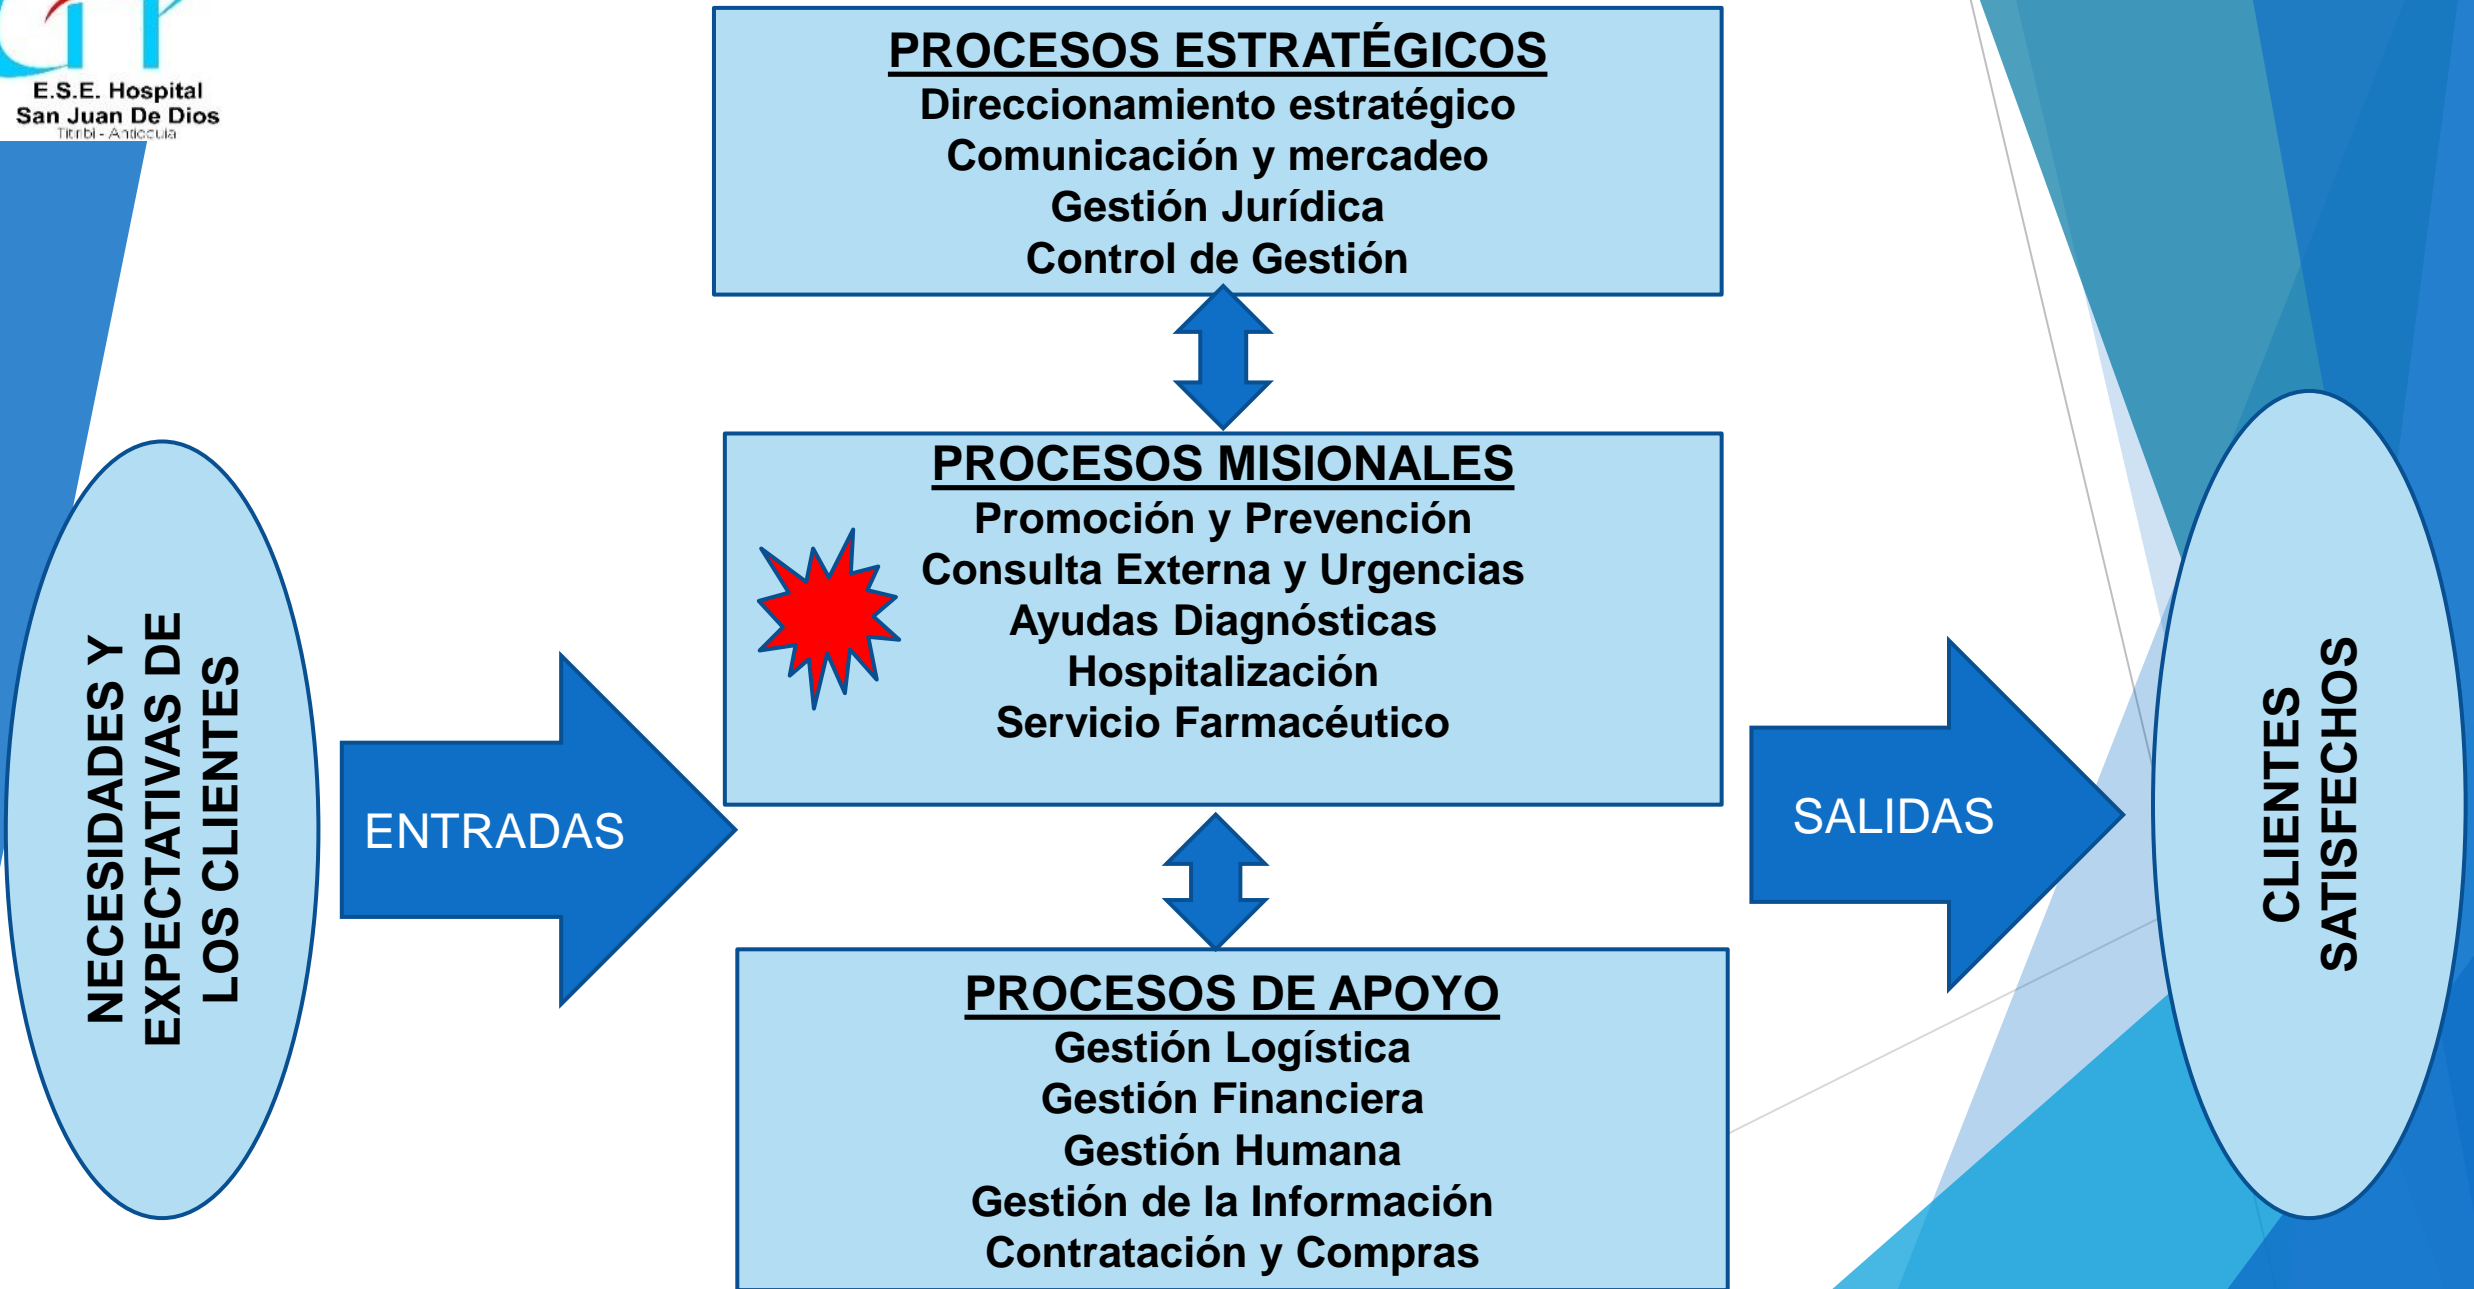 E.S.E. Hospital
San Juan De Dios
Titiribí - Antioquia
PROCESOS ESTRATÉGICOS
Direccionamiento estratégico
Comunicación y mercadeo
Gestión Jurídica
Control de Gestión
NECESIDADES Y
EXPECTATIVAS DE
LOS CLIENTES
ENTRADAS
PROCESOS MISIONALES
Promoción y Prevención
Consulta Externa y Urgencias
Ayudas Diagnósticas
Hospitalización
Servicio Farmacéutico
SALIDAS
CLIENTES
SATISFECHOS
PROCESOS DE APOYO
Gestión Logística
Gestión Financiera
Gestión Humana
Gestión de la Información
Contratación y Compras